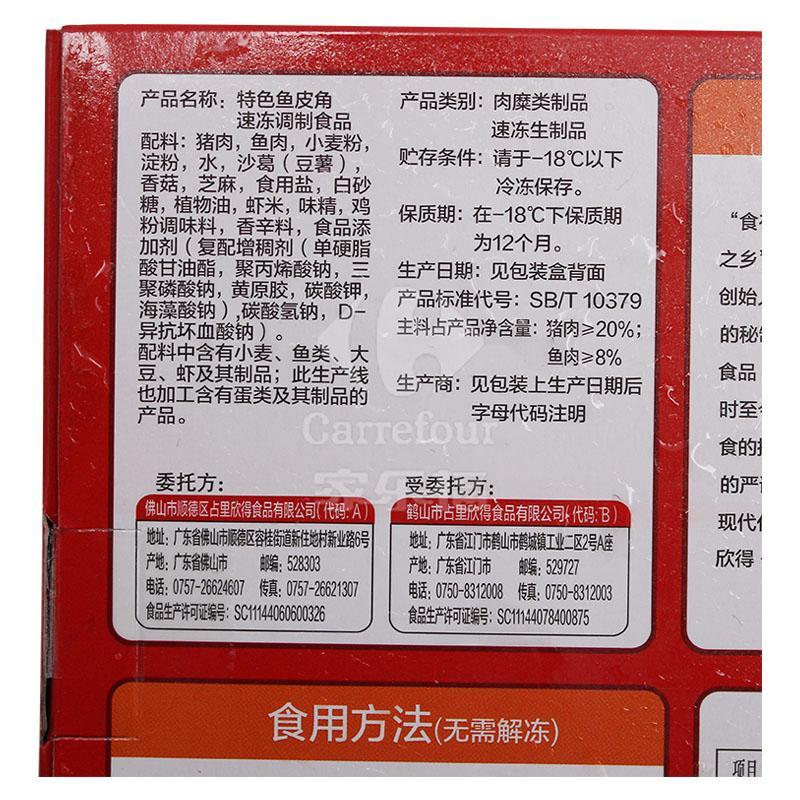 产品名称：特色鱼皮角
速冻调制食品
配料：猪肉，鱼肉，小麦粉，
淀粉，水，沙葛（豆薯），
香菇，芝麻，食用盐，白砂
糖，植物油，虾米，味精，鸡
粉调味料，香辛料，食品添
加剂（复配增稠剂（单硬脂
酸甘油酯，聚丙烯酸钠，三
聚磷酸钠，黄原胶，碳酸钾，
海藻酸钠），碳酸氢钠，D-
异抗坏血酸钠）。
配料中含有小麦、鱼类、大
豆、虾及其制品；此生产线
也加工含有蛋类及其制品的
产品。
产品类别：肉糜类制品
速冻生制品
贮存条件：请于-18℃以下
冷冻保存。
保质期：在-18℃下保质期
为12个月。
生产日期：见包装盒背面
产品标准代号：SB/T 10379
主料占产品净含量：猪肉≥20%；
鱼肉≥8%
生产商：见包装上生产日期后
字母代码注明
Carrefour
家乐福
委托方：
佛山市顺德区占里欣得食品有限公司（代码：A）
地址：广东省佛山市顺德区容桂街道新住地村新业路6号
产地：广东省佛山市 邮编：528303
电话：0757-26624607 传真：0757-26621307
食品生产许可证编号：SC11144060600326
受委托方：
鹤山市占里欣得食品有限公司（代码：B）
地址：广东省江门市鹤山市鹤城镇工业二区2号A座
产地：广东省江门市 邮编：529727
电话：0750-8312008 传真：0750-8312003
食品生产许可证编号：SC11144078400875
食用方法(无需解冻)
"食在
之乡"
创始人
的秘制
食品
时至今
食的
的严
现代化
欣得
项目